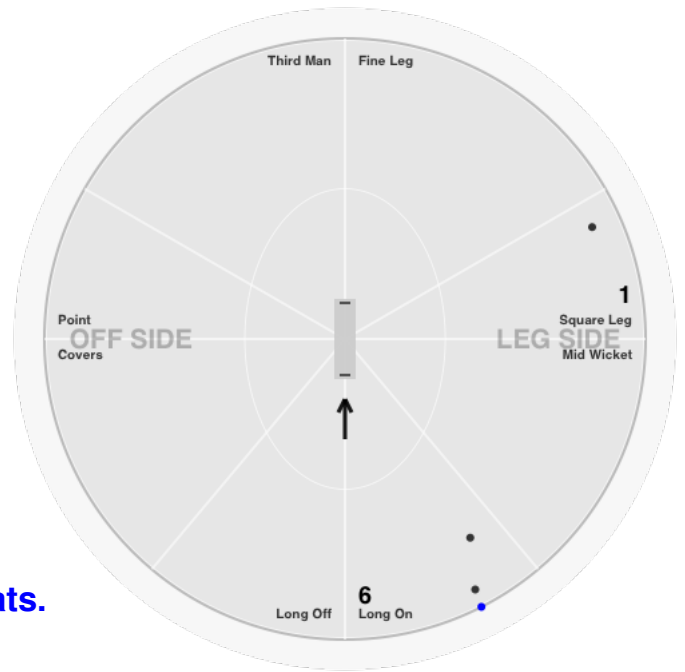 Third Man
Fine Leg
1
Point
Square Leg
OFF SIDE
LEG SIDE
Covers
Mid Wicket
6
Long Off
Long On